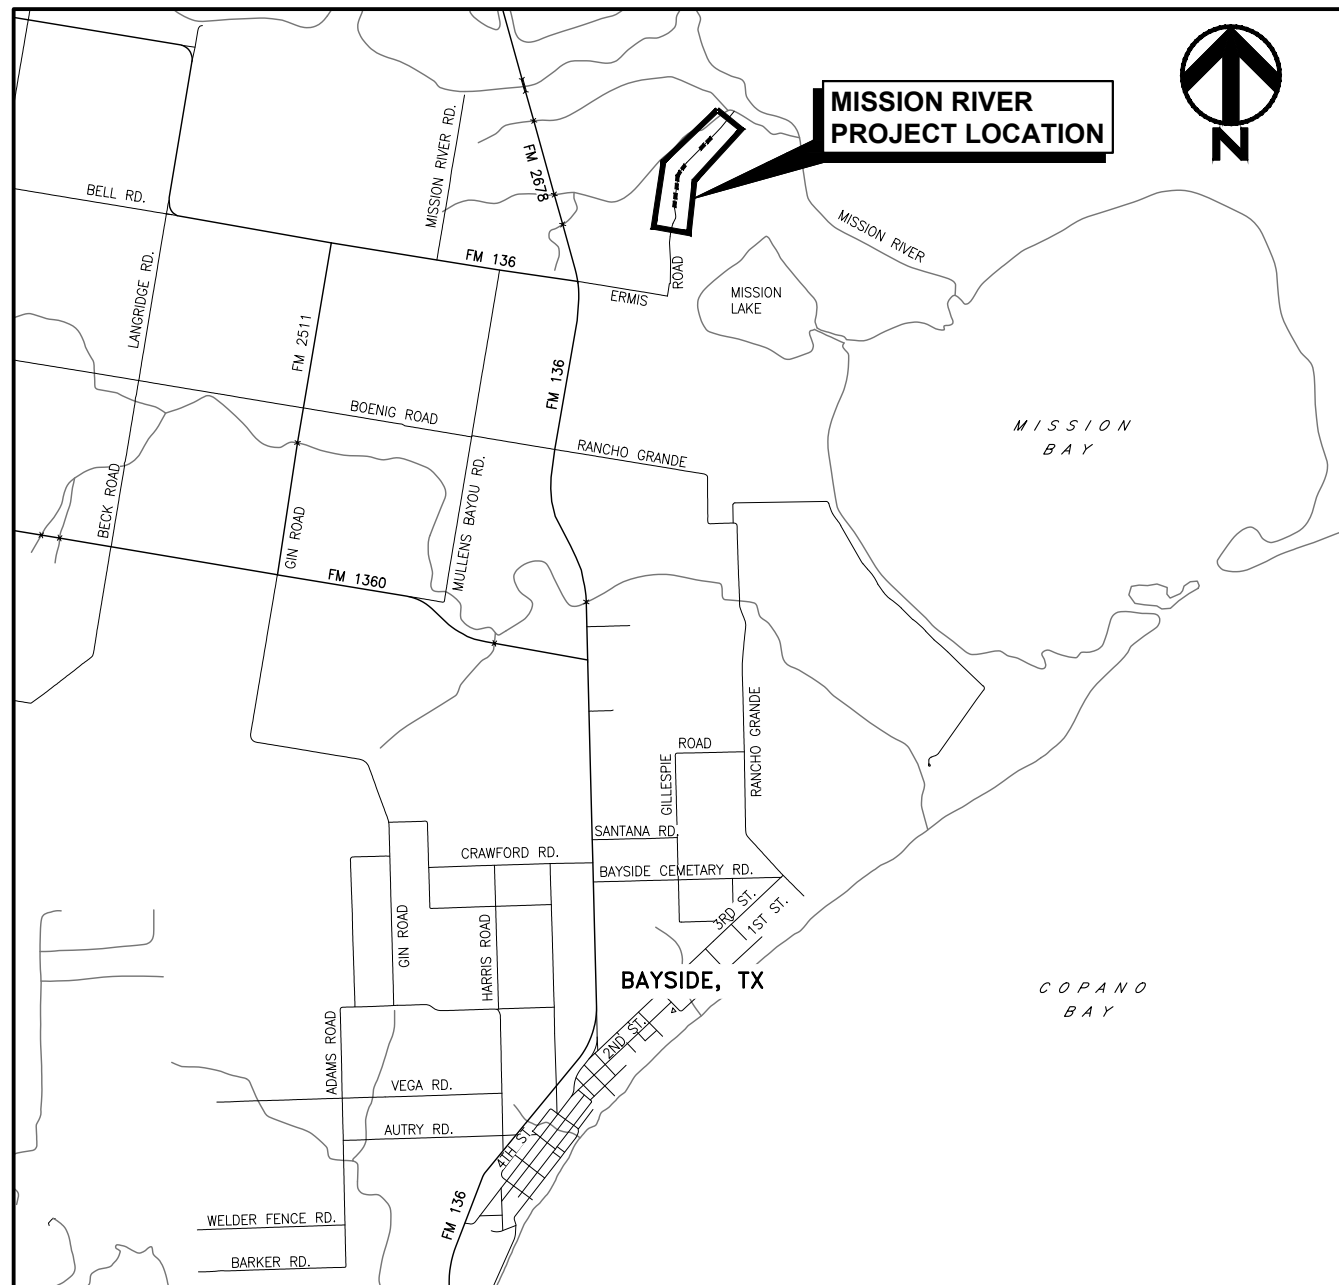 MISSION RIVER
PROJECT LOCATION
N
MISSION RIVER RD.
FM 2678
BELL RD.
MISSION RIVER
FM 136
LANGRIDGE RD.
ERMIS
ROAD
MISSION
LAKE
FM 2511
FM 136
BOENIG ROAD
RANCHO GRANDE
MISSION
BAY
BECK ROAD
GIN ROAD
MULLENS BAYOU RD.
FM 1360
RANCHO GRANDE
ROAD
GILLESPIE
SANTANA RD.
CRAWFORD RD.
BAYSIDE CEMETARY RD.
3RD ST.
1ST ST.
GIN ROAD
HARRIS ROAD
BAYSIDE, TX
COPANO
BAY
2ND ST.
ADAMS ROAD
VEGA RD.
AUTRY RD.
4TH ST.
FM 136
WELDER FENCE RD.
BARKER RD.